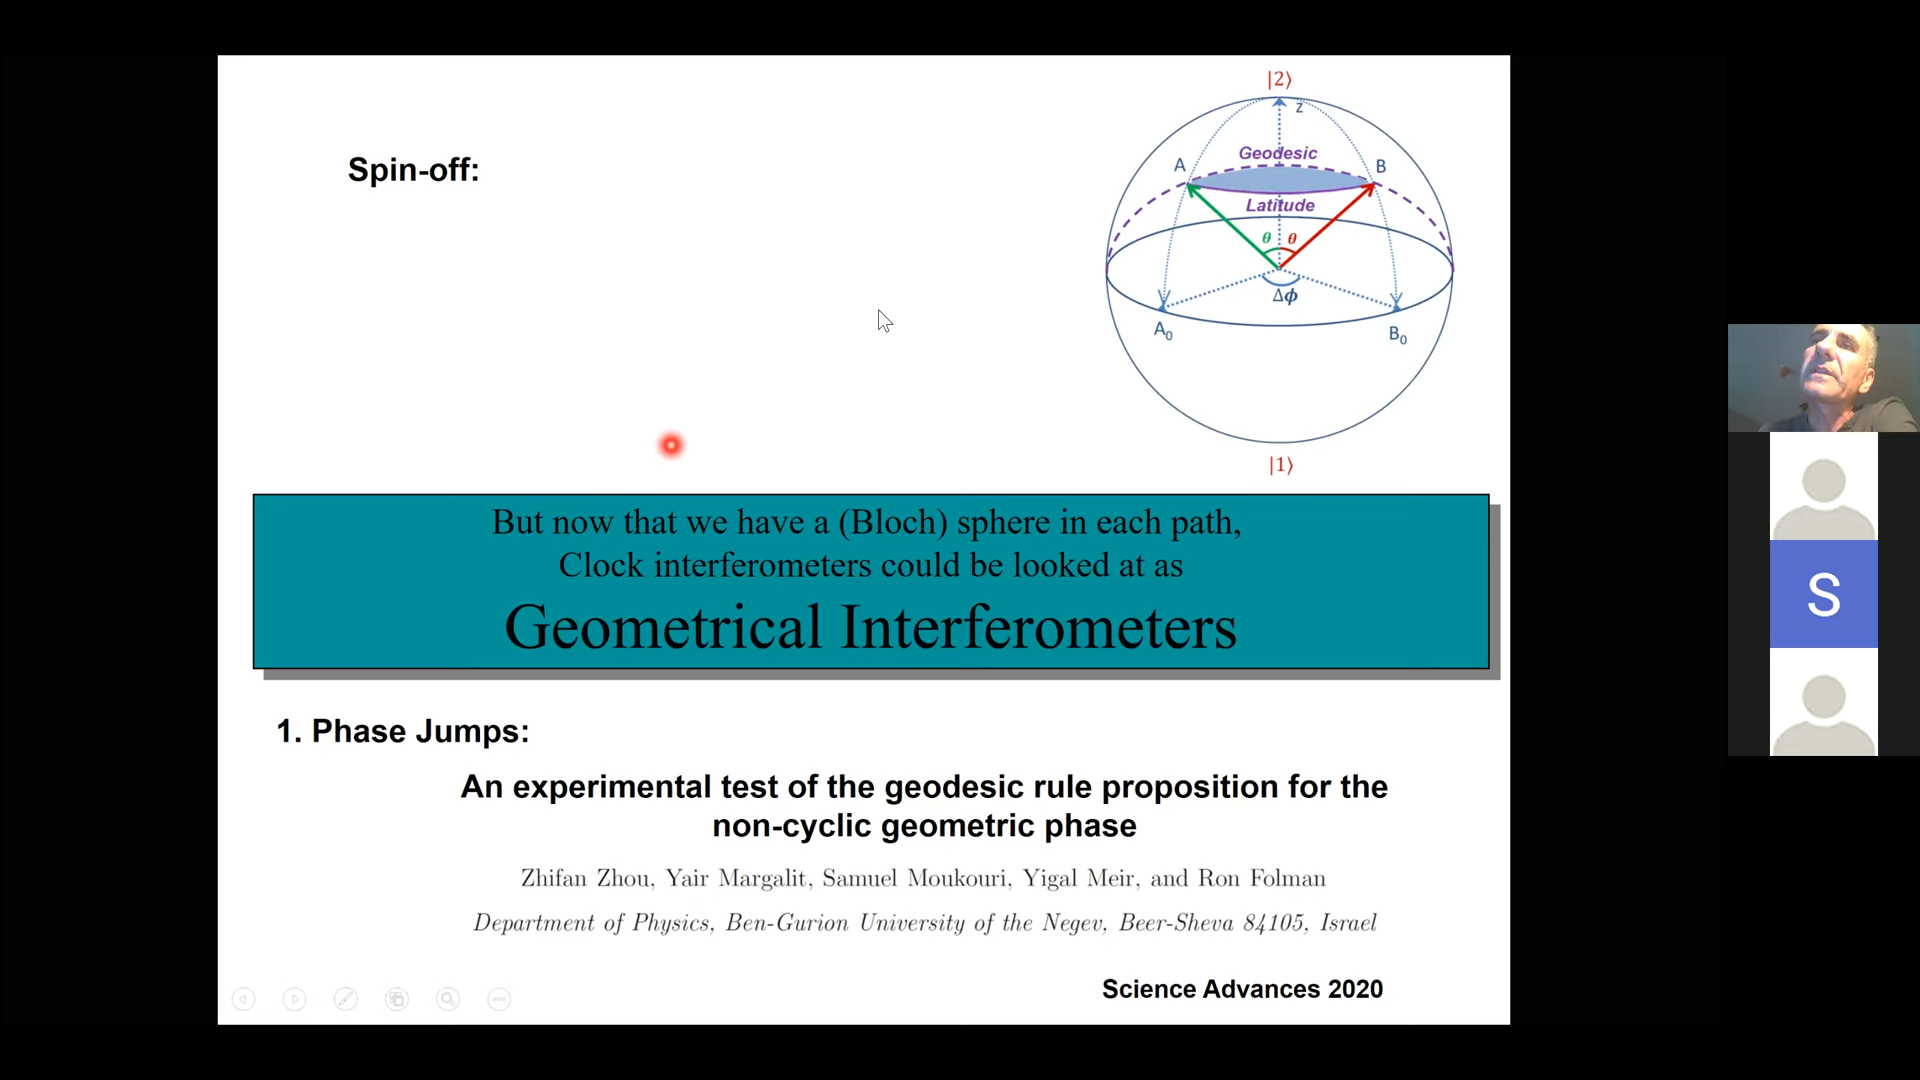 Spin-off:
|2⟩
z
Geodesic
A
B
Latitude
θ
θ
Δϕ
A₀
B₀
|1⟩
But now that we have a (Bloch) sphere in each path,
Clock interferometers could be looked at as
Geometrical Interferometers
1. Phase Jumps:
An experimental test of the geodesic rule proposition for the
non-cyclic geometric phase
Zhifan Zhou, Yair Margalit, Samuel Moukouri, Yigal Meir, and Ron Folman
Department of Physics, Ben-Gurion University of the Negev, Beer-Sheva 84105, Israel
Science Advances 2020
S